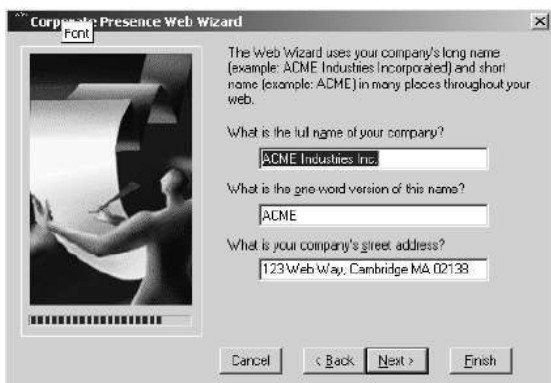 Corporate Presence Web Wizard
Font
The Web Wizard uses your company's long name
(example: ACME Industries Incorporated) and short
name (example: ACME) in many places throughout your
web.
What is the full name of your company?
ACME Industries Inc.
What is the one-word version of this name?
ACME
What is your company's street address?
123 Web Way, Cambridge MA 02138
Cancel
< Back
Next >
Finish